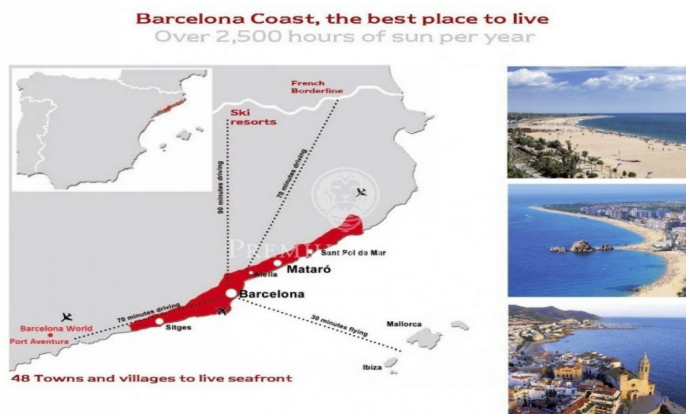 Barcelona Coast, the best place to live
Over 2,500 hours of sun per year
French
Borderline
Ski
resorts
90 minutes driving
70 minutes driving
Sant Pol de Mar
Mataró
Alella
Barcelona
70 minutes driving
Barcelona World
Port Aventura
Sitges
30 minutes flying
Mallorca
Ibiza
48 Towns and villages to live seafront